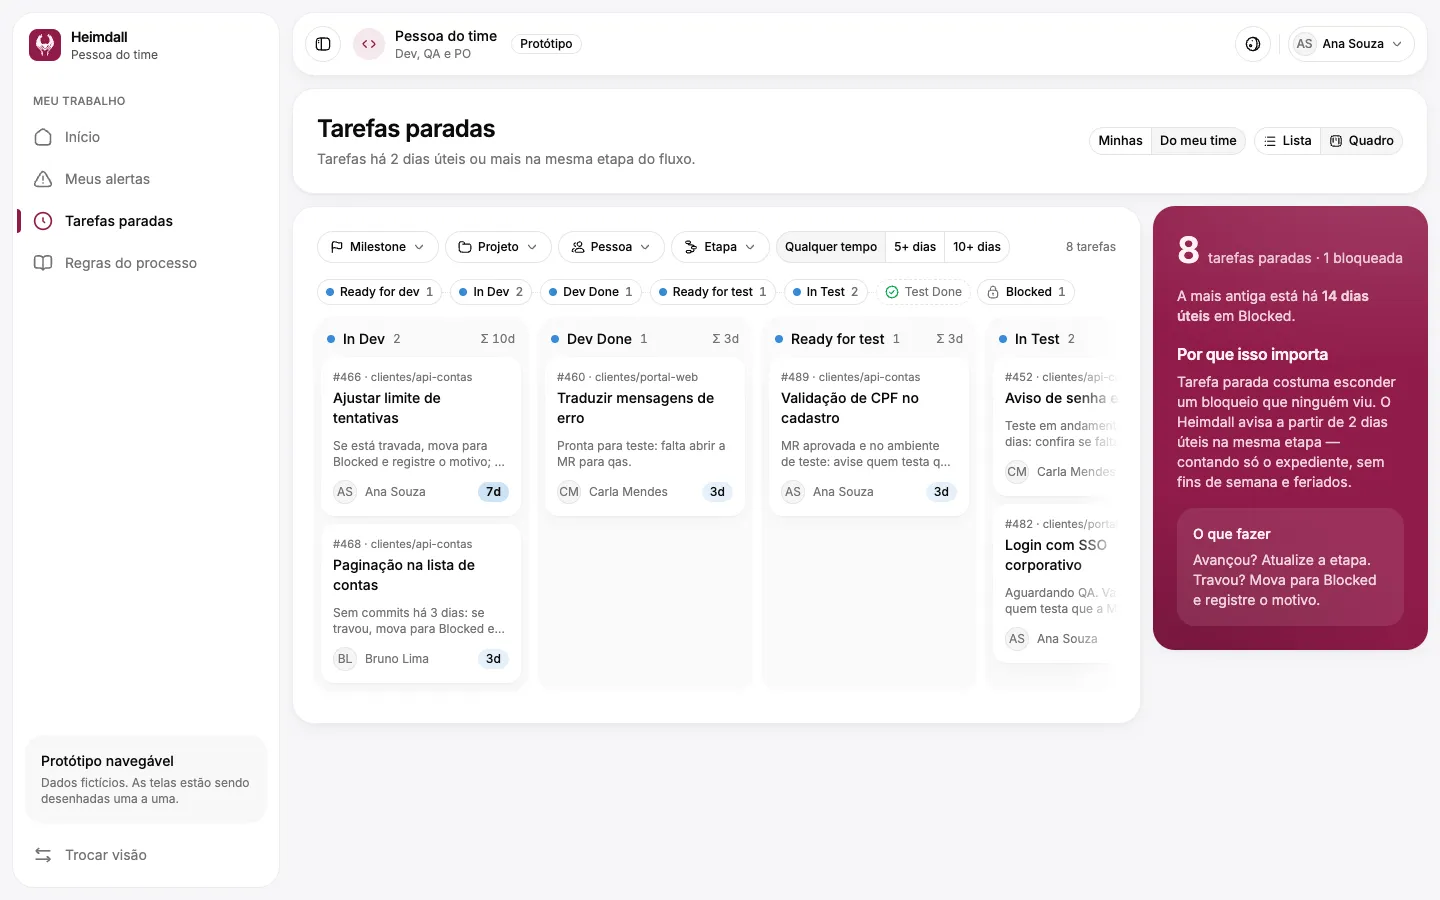 Heimdall
Pessoa do time
MEU TRABALHO
Início
Meus alertas
Tarefas paradas
Regras do processo
Protótipo navegável
Dados fictícios. As telas estão sendo
desenhadas uma a uma.
Trocar visão
Pessoa do time
Dev, QA e PO
Protótipo
AS Ana Souza
Tarefas paradas
Tarefas há 2 dias úteis ou mais na mesma etapa do fluxo.
Minhas Do meu time Lista Quadro
Milestone Projeto Pessoa Etapa Qualquer tempo 5+ dias 10+ dias 8 tarefas
Ready for dev 1 In Dev 2 Dev Done 1 Ready for test 1 In Test 2 Test Done Blocked 1
In Dev 2 Σ 10d
#466 · clientes/api-contas
Ajustar limite de
tentativas
Se está travada, mova para
Blocked e registre o motivo; ...
AS Ana Souza 7d
#468 · clientes/api-contas
Paginação na lista de
contas
Sem commits há 3 dias: se
travou, mova para Blocked e...
BL Bruno Lima 3d
Dev Done 1 Σ 3d
#460 · clientes/portal-web
Traduzir mensagens de
erro
Pronta para teste: falta abrir a
MR para qas.
CM Carla Mendes 3d
Ready for test 1 Σ 3d
#489 · clientes/api-contas
Validação de CPF no
cadastro
MR aprovada e no ambiente
de teste: avise quem testa q...
AS Ana Souza 3d
In Test 2
#452 · clientes/api-c
Aviso de senha e
Teste em andament
dias: confira se falt
CM Carla Mendes
#482 · clientes/porta
Login com SSO
corporativo
Aguardando QA. Va
quem testa que a M
AS Ana Souza
8 tarefas paradas · 1 bloqueada
A mais antiga está há 14 dias
úteis em Blocked.
Por que isso importa
Tarefa parada costuma esconder
um bloqueio que ninguém viu. O
Heimdall avisa a partir de 2 dias
úteis na mesma etapa —
contando só o expediente, sem
fins de semana e feriados.
O que fazer
Avançou? Atualize a etapa.
Travou? Mova para Blocked
e registre o motivo.